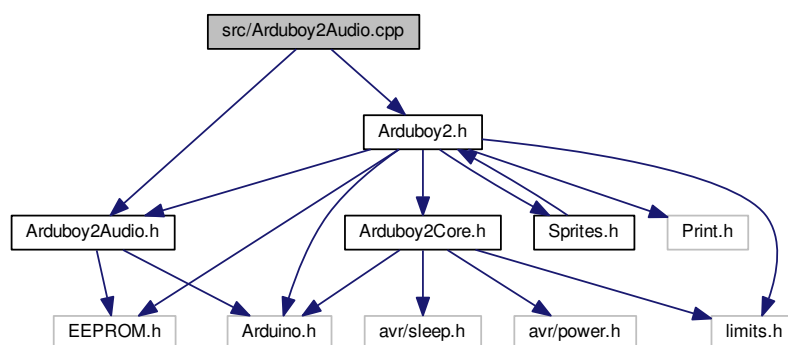 src/Arduboy2Audio.cpp
Arduboy2.h
Arduboy2Audio.h
Arduboy2Core.h
Sprites.h
Print.h
EEPROM.h
Arduino.h
avr/sleep.h
avr/power.h
limits.h